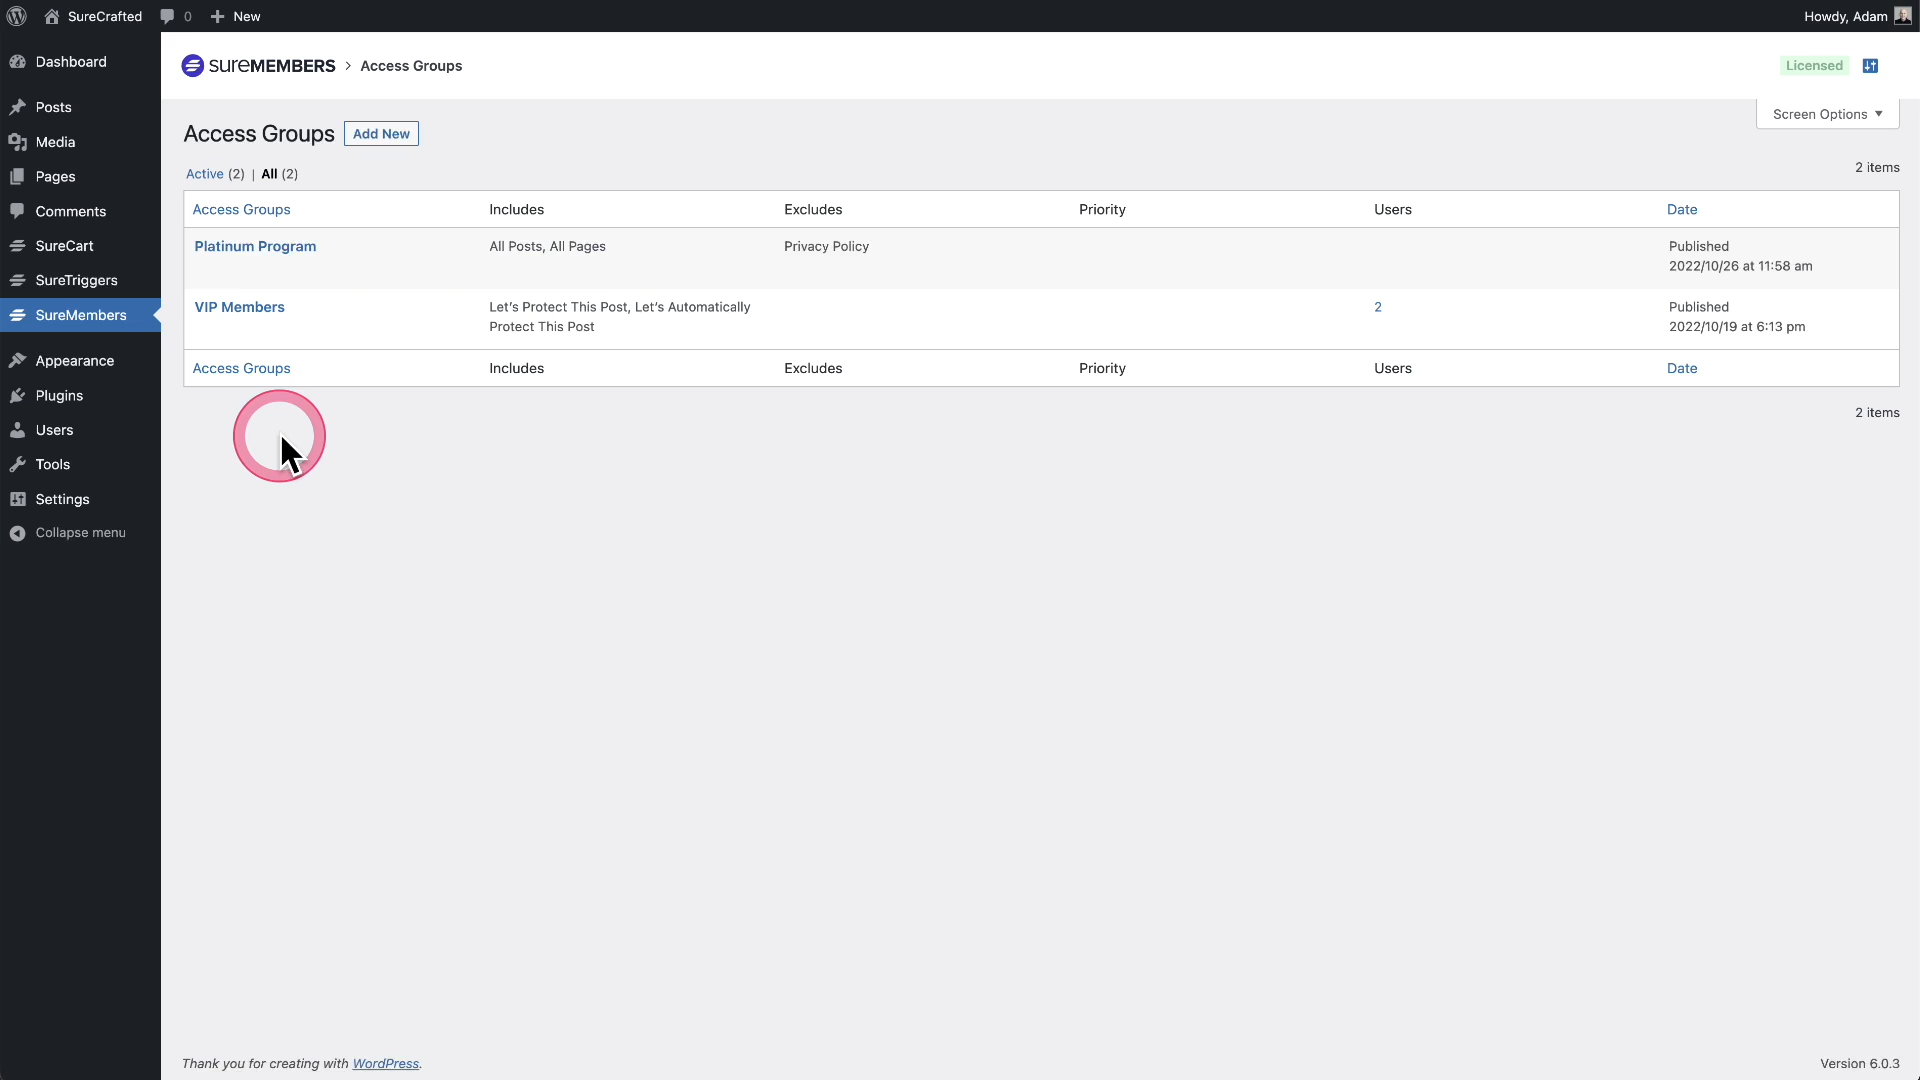 SureCrafted 0 New Howdy, Adam
Dashboard
Posts
Media
Pages
Comments
SureCart
SureTriggers
SureMembers
Appearance
Plugins
Users
Tools
Settings
Collapse menu
SUREMEMBERS > Access Groups Licensed
Screen Options ▼
Access Groups Add New
Active (2) | All (2) 2 items
Access Groups Includes Excludes Priority Users Date
Platinum Program All Posts, All Pages Privacy Policy Published
2022/10/26 at 11:58 am
VIP Members Let's Protect This Post, Let's Automatically 2 Published
Protect This Post 2022/10/19 at 6:13 pm
Access Groups Includes Excludes Priority Users Date
2 items
Thank you for creating with WordPress. Version 6.0.3